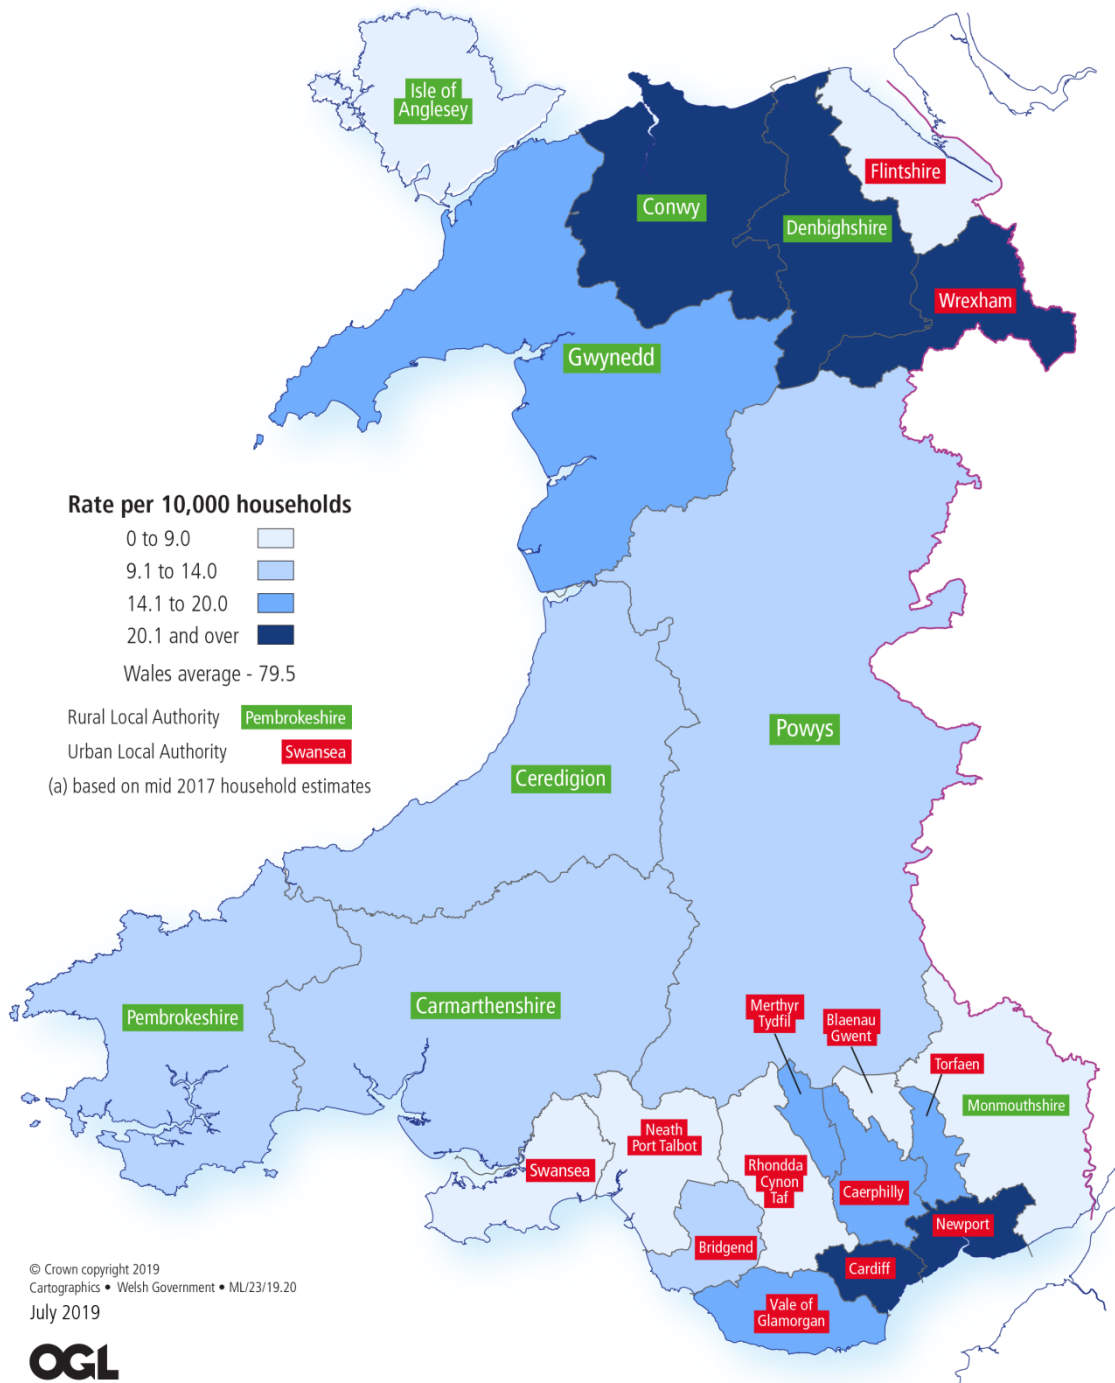 Isle of
Anglesey
Flintshire
Conwy
Denbighshire
Wrexham
Gwynedd
Rate per 10,000 households
0 to 9.0
9.1 to 14.0
14.1 to 20.0
20.1 and over
Wales average - 79.5
Rural Local Authority Pembrokeshire
Urban Local Authority Swansea
(a) based on mid 2017 household estimates
Powys
Ceredigion
Carmarthenshire
Pembrokeshire
Merthyr
Tydfil
Blaenau
Gwent
Torfaen
Monmouthshire
Neath
Port Talbot
Swansea
Rhondda
Cynon
Taf
Caerphilly
Newport
Bridgend
Cardiff
Vale of
Glamorgan
© Crown copyright 2019
Cartographics • Welsh Government • ML/23/19.20
July 2019
OGL